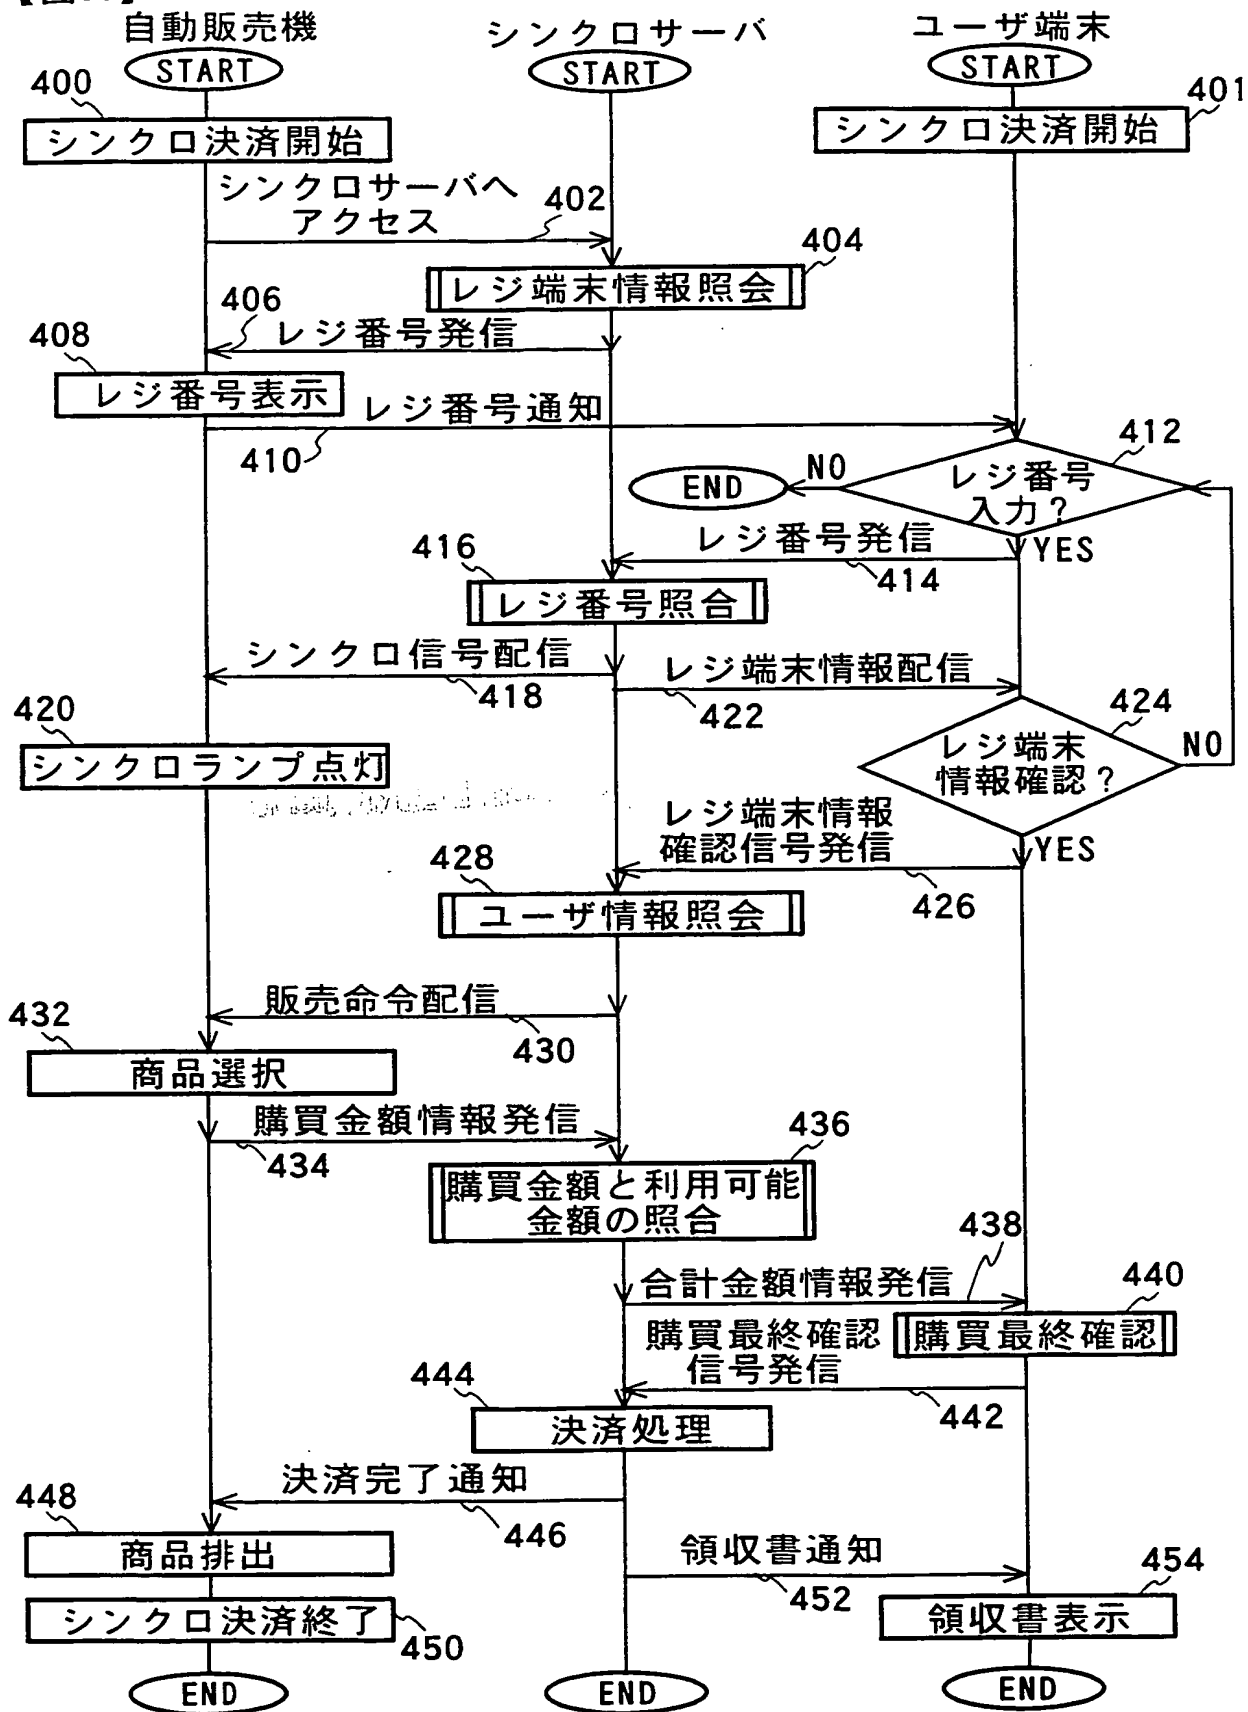 自動販売機
シンクロサーバ
ユーザ端末
START
START
START
400
401
シンクロ決済開始
シンクロ決済開始
シンクロサーバへ
アクセス
402
404
レジ端末情報照会
406
レジ番号発信
408
レジ番号表示
レジ番号通知
410
412
レジ番号
入力?
NO
END
YES
レジ番号発信
414
416
レジ番号照合
シンクロ信号配信
418
レジ端末情報配信
422
420
シンクロランプ点灯
424
レジ端末
情報確認?
NO
YES
レジ端末情報
確認信号発信
426
428
ユーザ情報照会
販売命令配信
430
432
商品選択
購買金額情報発信
434
436
購買金額と利用可能
金額の照合
438
合計金額情報発信
440
購買最終確認
購買最終確認
信号発信
442
444
決済処理
決済完了通知
446
448
商品排出
領収書通知
452
454
領収書表示
シンクロ決済終了
450
END
END
END